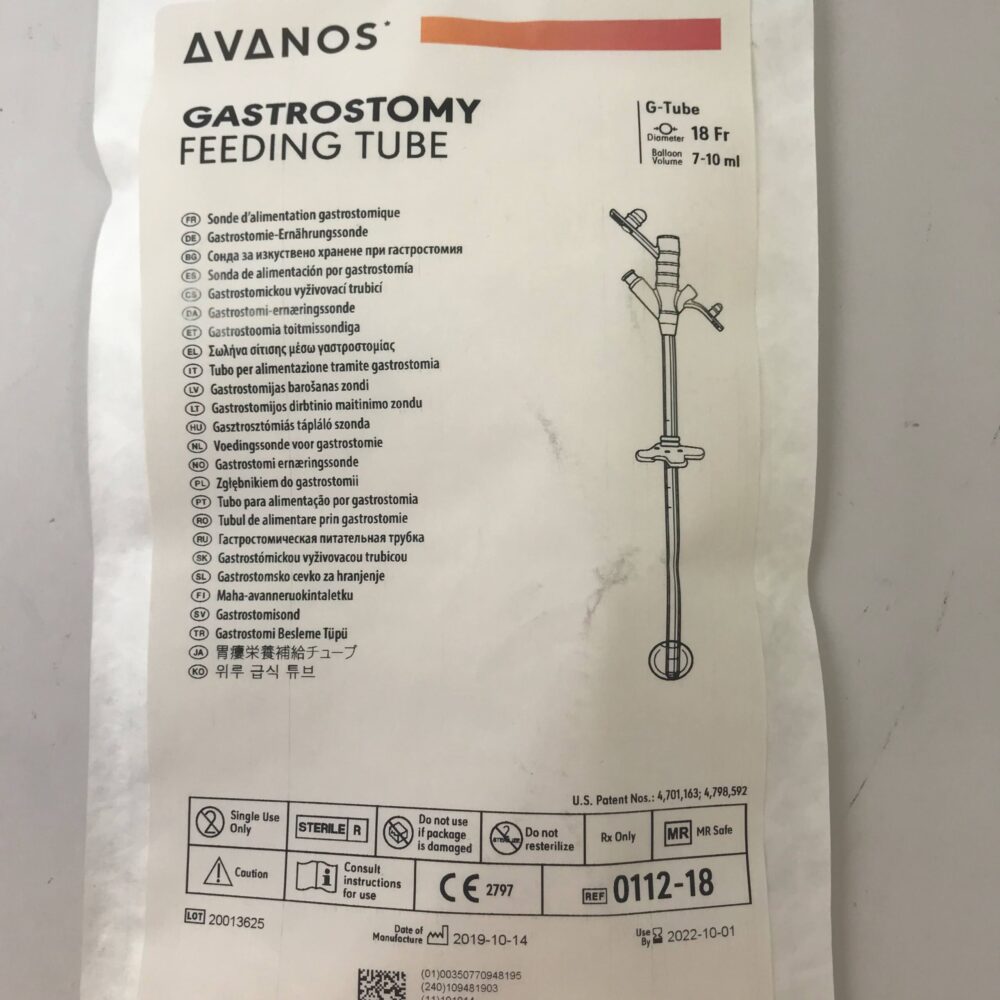 AVANOS*
GASTROSTOMY
FEEDING TUBE
G-Tube
Diameter 18 Fr
Balloon Volume 7-10 ml
FR Sonde d'alimentation gastrostomique
DE Gastrostomie-Ernährungssonde
BG Сонда за изкуствено хранене при гастростомия
ES Sonda de alimentación por gastrostomía
CS Gastrostomickou vyživovací trubicí
DA Gastrostomi-ernæringssonde
ET Gastrostoomia toitmissondiga
EL Σωλήνα σίτισης μέσω γαστροστομίας
IT Tubo per alimentazione tramite gastrostomia
LV Gastrostomijas barošanas zondi
LT Gastrostomijos dirbtinio maitinimo zondu
HU Gasztrosztómiás tápláló szonda
NL Voedingssonde voor gastrostomie
NO Gastrostomi ernæringssonde
PL Zgłębnikiem do gastrostomii
PT Tubo para alimentação por gastrostomia
RO Tubul de alimentare prin gastrostomie
RU Гастростомическая питательная трубка
SK Gastrostómickou vyživovacou trubicou
SL Gastrostomsko cevko za hranjenje
FI Maha-avanneruokintaletku
SV Gastrostomisond
TR Gastrostomi Besleme Tüpü
JA 胃瘻栄養補給チューブ
KO 위루 급식 튜브
U.S. Patent Nos.: 4,701,163; 4,798,592
2 Single Use Only
STERILE R
Do not use if package is damaged
2 STERILIZE Do not resterilize
Rx Only
MR MR Safe
Caution
Consult instructions for use
CE 2797
REF 0112-18
LOT 20013625
Date of Manufacture 2019-10-14
Use By 2022-10-01
(01)00350770948195
(240)109481903